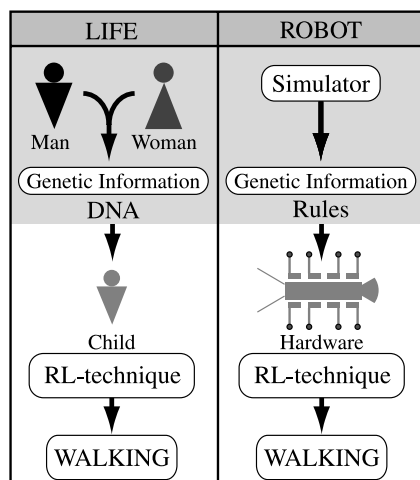 LIFE
ROBOT
Man
Woman
Genetic Information
DNA
Child
RL-technique
WALKING
Simulator
Genetic Information
Rules
Hardware
RL-technique
WALKING